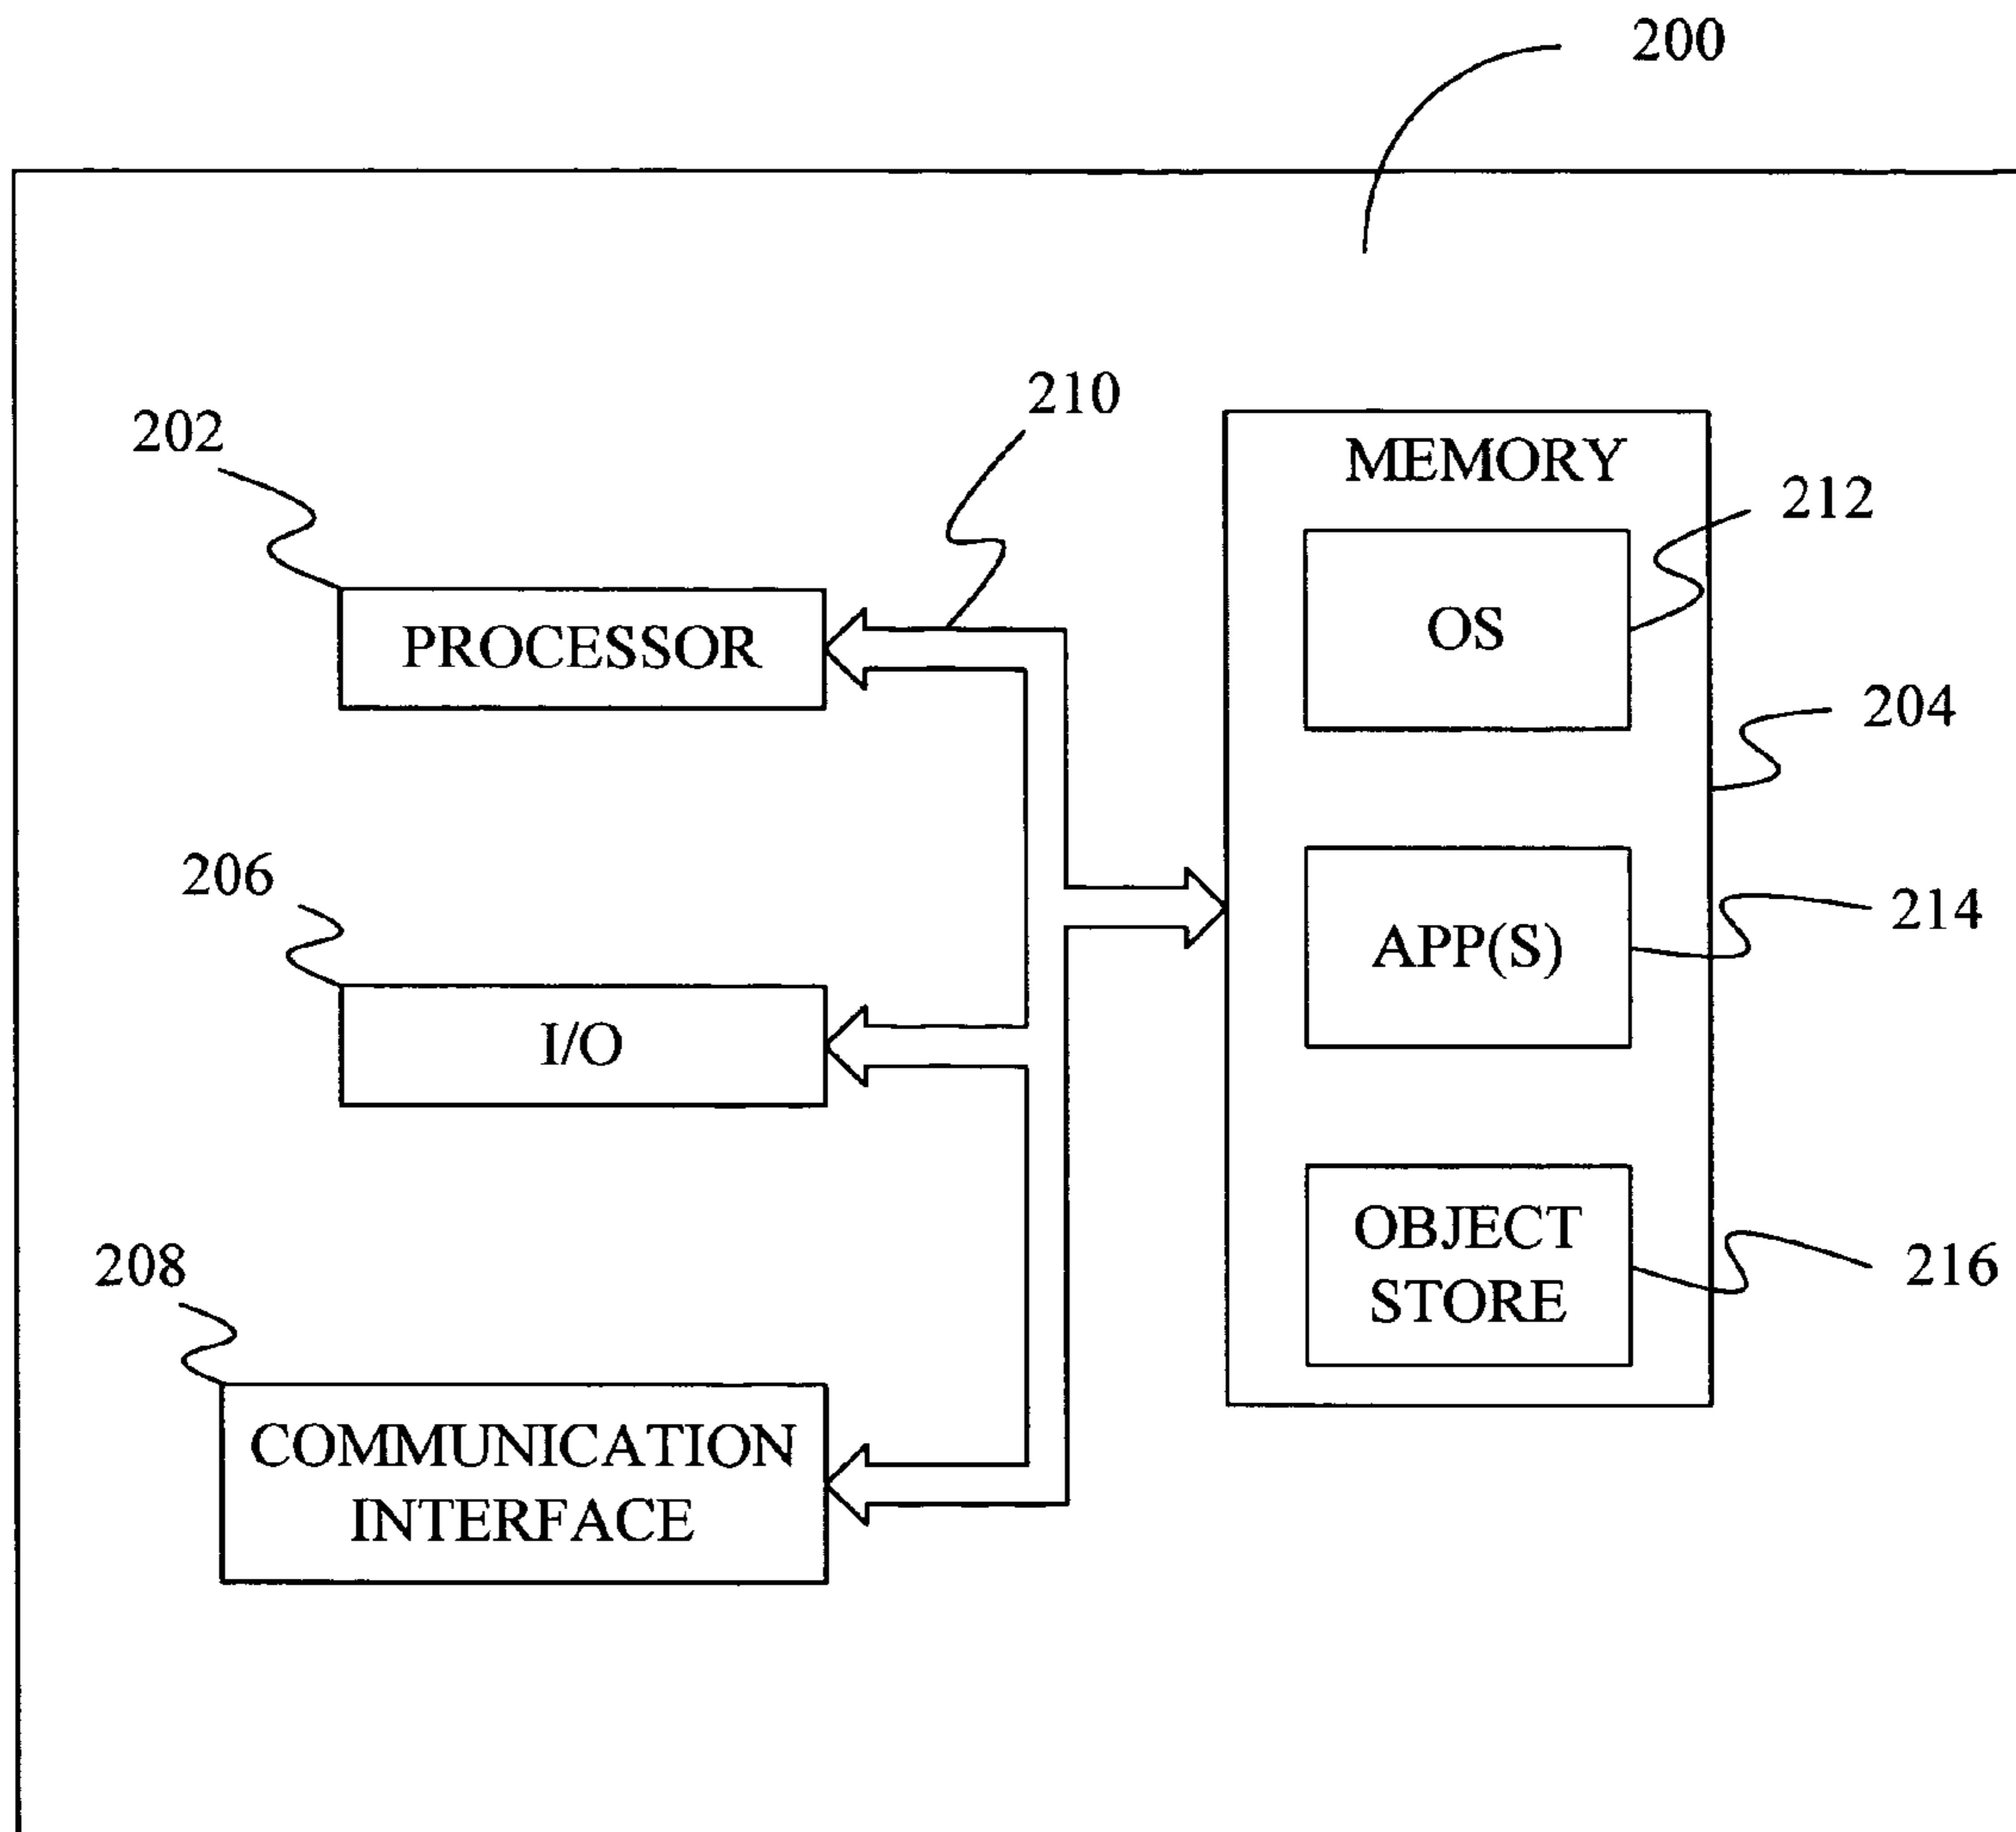 200
210
202
MEMORY
212
OS
PROCESSOR
204
206
214
APP(S)
I/O
OBJECT
STORE
208
216
COMMUNICATION
INTERFACE